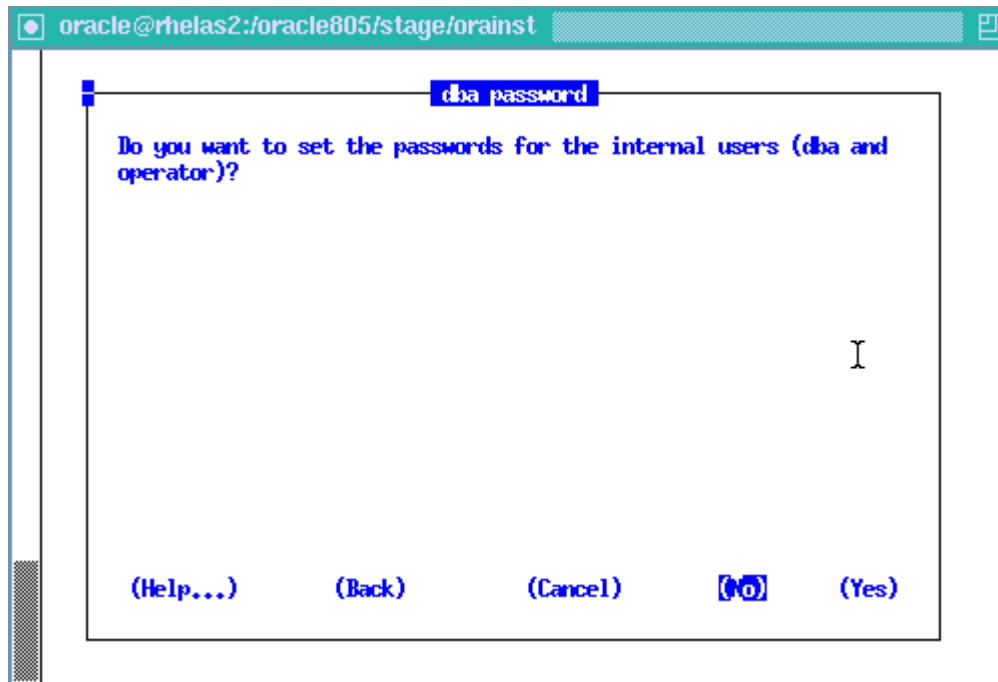 oracle@rhelas2:/oracle805/stage/orainst
dba password
Do you want to set the passwords for the internal users (dba and
operator)?
(Help...) (Back) (Cancel) (No) (Yes)